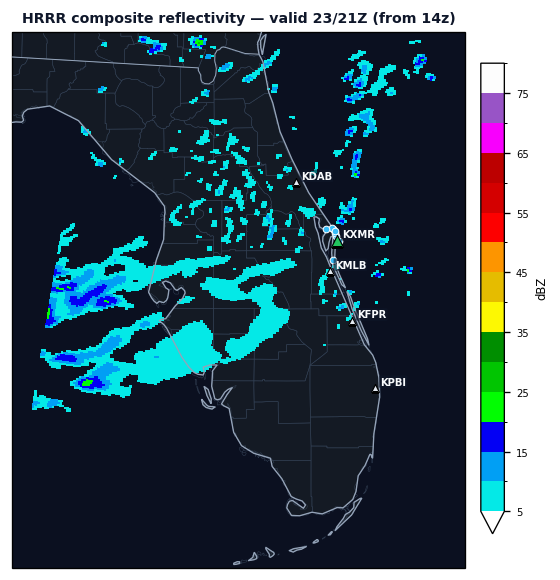 HRRR composite reflectivity — valid 23/21Z (from 14z)
KDAB
KXMR
KMLB
KFPR
KPBI
75
65
55
45
35
25
15
5
dBZ